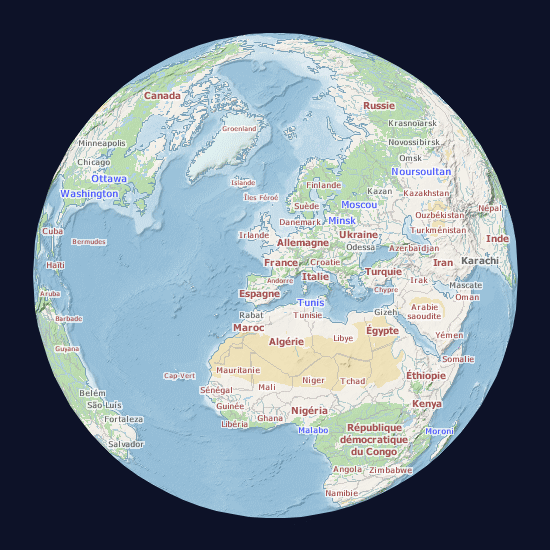 Canada
Russie
Groenland
Krasnoïarsk
Minneapolis
Novossibirsk
Chicago
Omsk
Noursoultan
Ottawa
Islande
Finlande
Washington
Îles Féroé
Kazan
Kazakhstan
Suède
Moscou
Népal
Danemark
Minsk
Ouzbékistan
Cuba
Irlande
Ukraine
Turkménistan
Bermudes
Allemagne
Odessa
Azerbaïdjan
Inde
Haïti
France
Croatie
Iran
Karachi
Italie
Turquie
Andorre
Irak
Mascate
Aruba
Espagne
Chypre
Oman
Tunis
Arabie
saoudite
Barbade
Rabat
Tunisie
Gizeh
Maroc
Égypte
Yémen
Guyana
Algérie
Libye
Somalie
Cap-Vert
Mauritanie
Niger
Tchad
Éthiopie
Belém
Sénégal
Mali
São Luís
Guinée
Nigéria
Kenya
Fortaleza
Libéria
Ghana
Malabo
République
démocratique
du Congo
Moroni
Salvador
Angola
Zimbabwe
Namibie